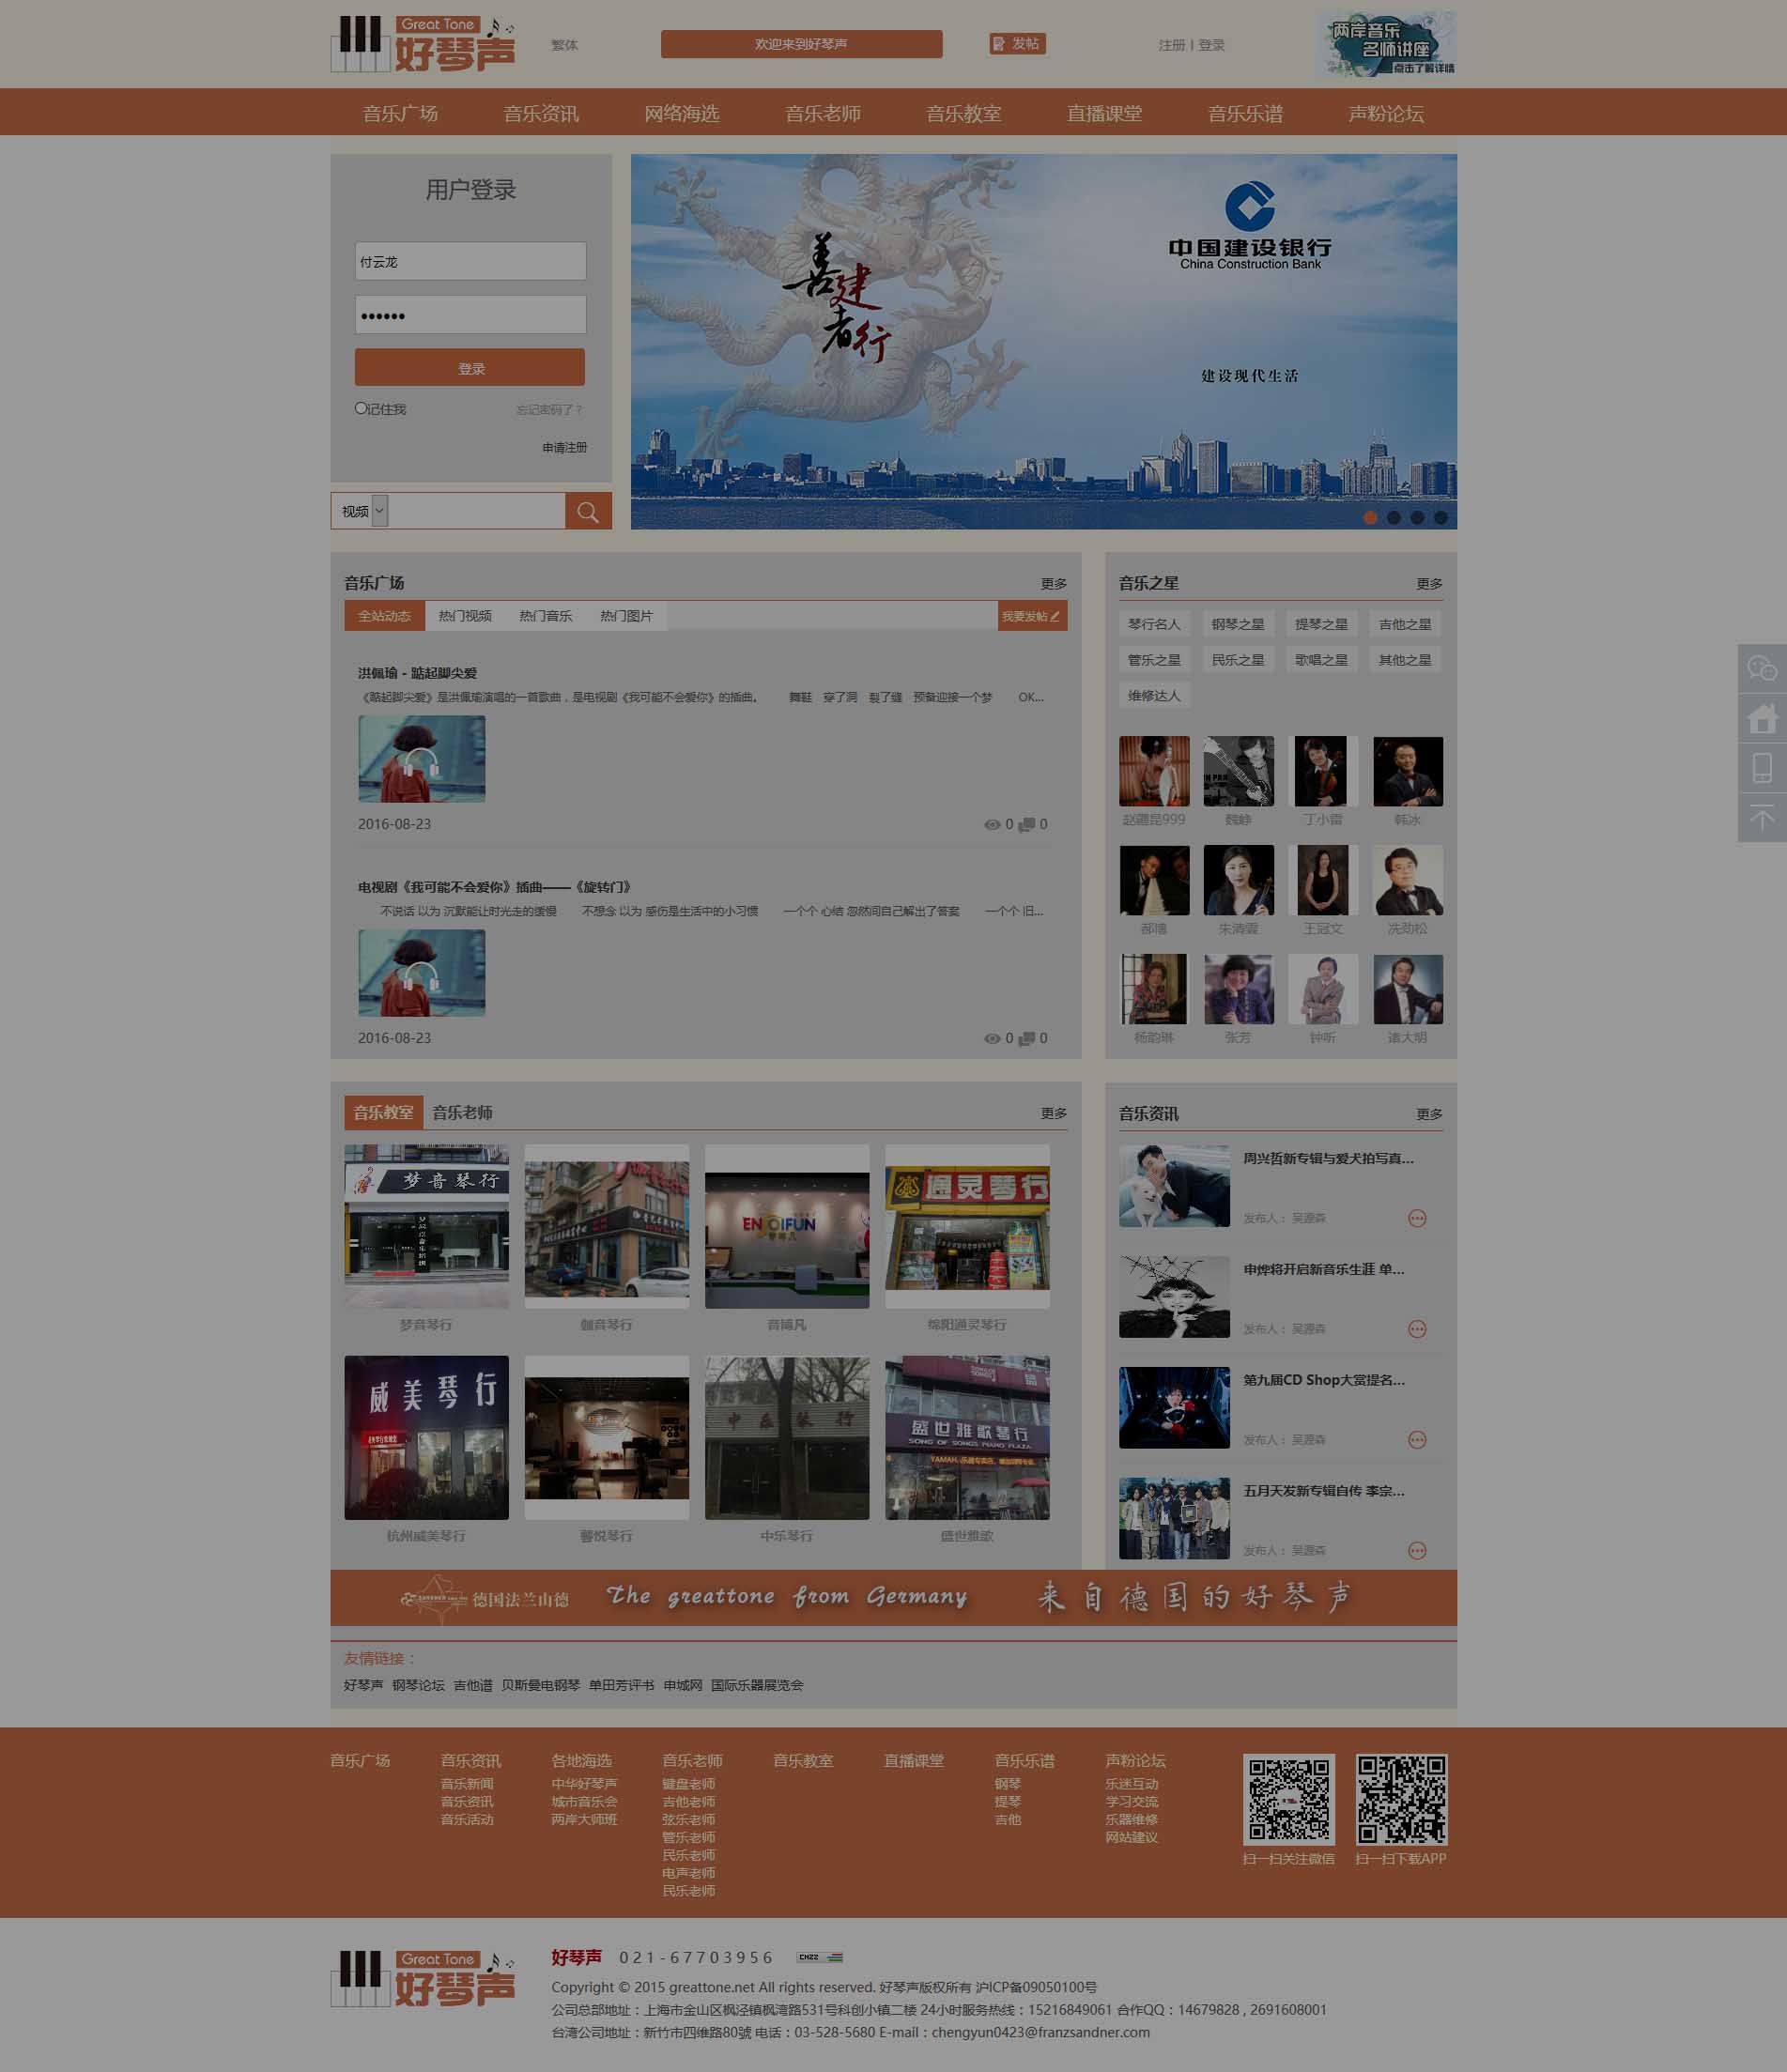 Great Tone
好琴声
繁体
欢迎来到好琴声
发帖
注册 | 登录
两岸音乐
名师讲座
点击了解详情
音乐广场 音乐资讯 网络海选 音乐老师 音乐教室 直播课堂 音乐乐谱 声粉论坛
用户登录
付云龙
登录
记住我 忘记密码了？
申请注册
视频
善建者行
中国建设银行
China Construction Bank
建设现代生活
音乐广场 更多
全站动态 热门视频 热门音乐 热门图片 我要发帖
洪佩瑜 - 踮起脚尖爱
《踮起脚尖爱》是洪佩瑜演唱的一首歌曲，是电视剧《我可能不会爱你》的插曲。 舞鞋 穿了洞 裂了缝 预备迎接一个梦 OK...
2016-08-23 0 0
电视剧《我可能不会爱你》插曲——《旋转门》
不说话 以为 沉默能让时光走的缓慢 不想念 以为 感伤是生活中的小习惯 一个个 心结 忽然间自己解出了答案 一个个 旧...
2016-08-23 0 0
音乐之星 更多
琴行名人 钢琴之星 提琴之星 吉他之星
管乐之星 民乐之星 歌唱之星 其他之星
维修达人
赵疆昆999 魏峥 丁小雷 韩冰
郝嘻 朱清霖 王冠文 冼劲松
杨韵琳 张芳 钟昕 诸大明
音乐教室 音乐老师 更多
梦音琴行
ENQIFUN
通灵琴行
梦音琴行 伽音琴行 音博凡 绵阳通灵琴行
威美琴行
中乐琴行
盛世雅歌琴行
SONG OF SONGS PIANO PLAZA
杭州威美琴行 馨悦琴行 中乐琴行 盛世雅歌
音乐资讯 更多
周兴哲新专辑与爱犬拍写真...
发布人： 吴源森
申烨将开启新音乐生涯 单...
发布人： 吴源森
第九届CD Shop大赏提名...
发布人： 吴源森
五月天发新专辑自传 李宗...
发布人： 吴源森
德国法兰山德 The greattone from Germany 来自德国的好琴声
友情链接：
好琴声 钢琴论坛 吉他谱 贝斯曼电钢琴 单田芳评书 申城网 国际乐器展览会
音乐广场 音乐资讯 各地海选 音乐老师 音乐教室 直播课堂 音乐乐谱 声粉论坛
音乐新闻 中华好琴声 键盘老师 钢琴 乐迷互动
音乐资讯 城市音乐会 吉他老师 提琴 学习交流
音乐活动 两岸大师班 弦乐老师 吉他 乐器维修
管乐老师 网站建议
民乐老师
电声老师
民乐老师
扫一扫关注微信 扫一扫下载APP
Great Tone
好琴声
好琴声 021-67703956 CNZZ
Copyright © 2015 greattone.net All rights reserved. 好琴声版权所有 沪ICP备09050100号
公司总部地址：上海市金山区枫泾镇枫湾路531号科创小镇二楼 24小时服务热线：15216849061 合作QQ：14679828 , 2691608001
台湾公司地址：新竹市四维路80號 电话：03-528-5680 E-mail：chengyun0423@franzsandner.com